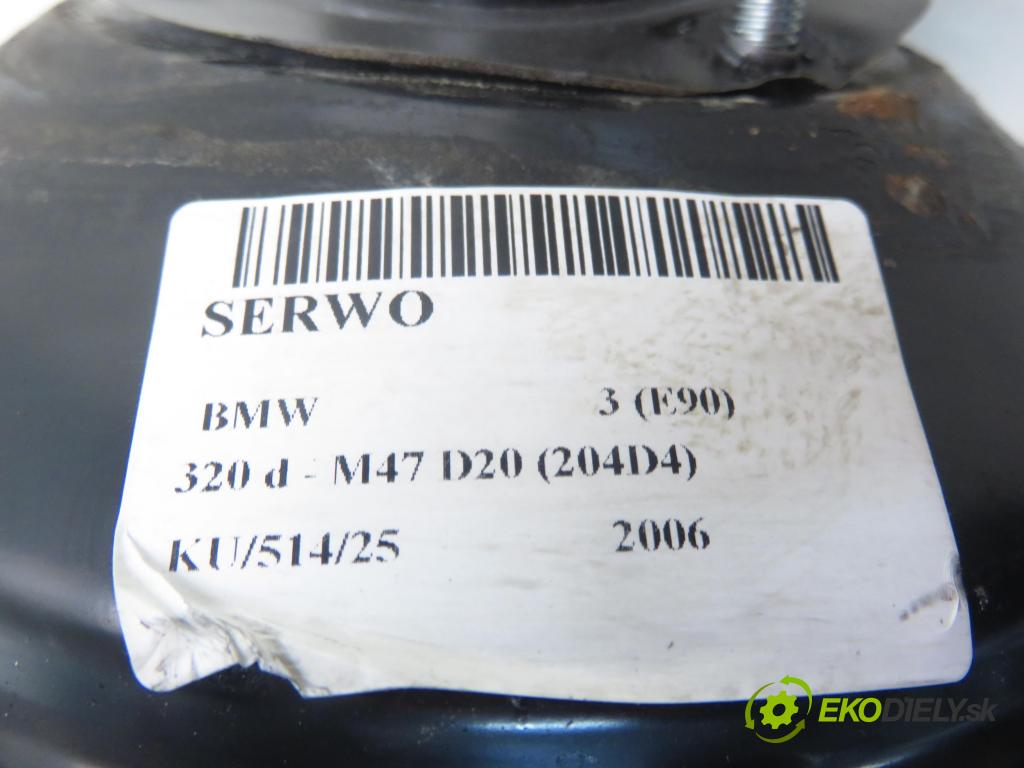 SERWO
BMW 3 (E90)
320 d - M47 D20 (204D4)
KU/514/25 2006
EKODIELY.sk